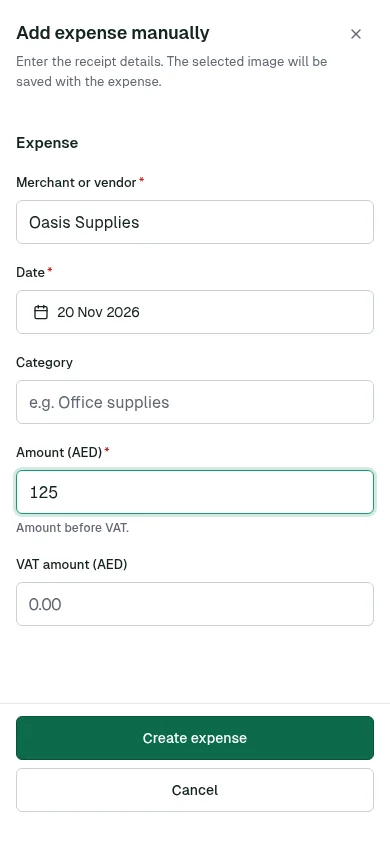 Add expense manually
Enter the receipt details. The selected image will be
saved with the expense.
Expense
Merchant or vendor*
Oasis Supplies
Date*
20 Nov 2026
Category
e.g. Office supplies
Amount (AED)*
125
Amount before VAT.
VAT amount (AED)
0.00
Create expense
Cancel